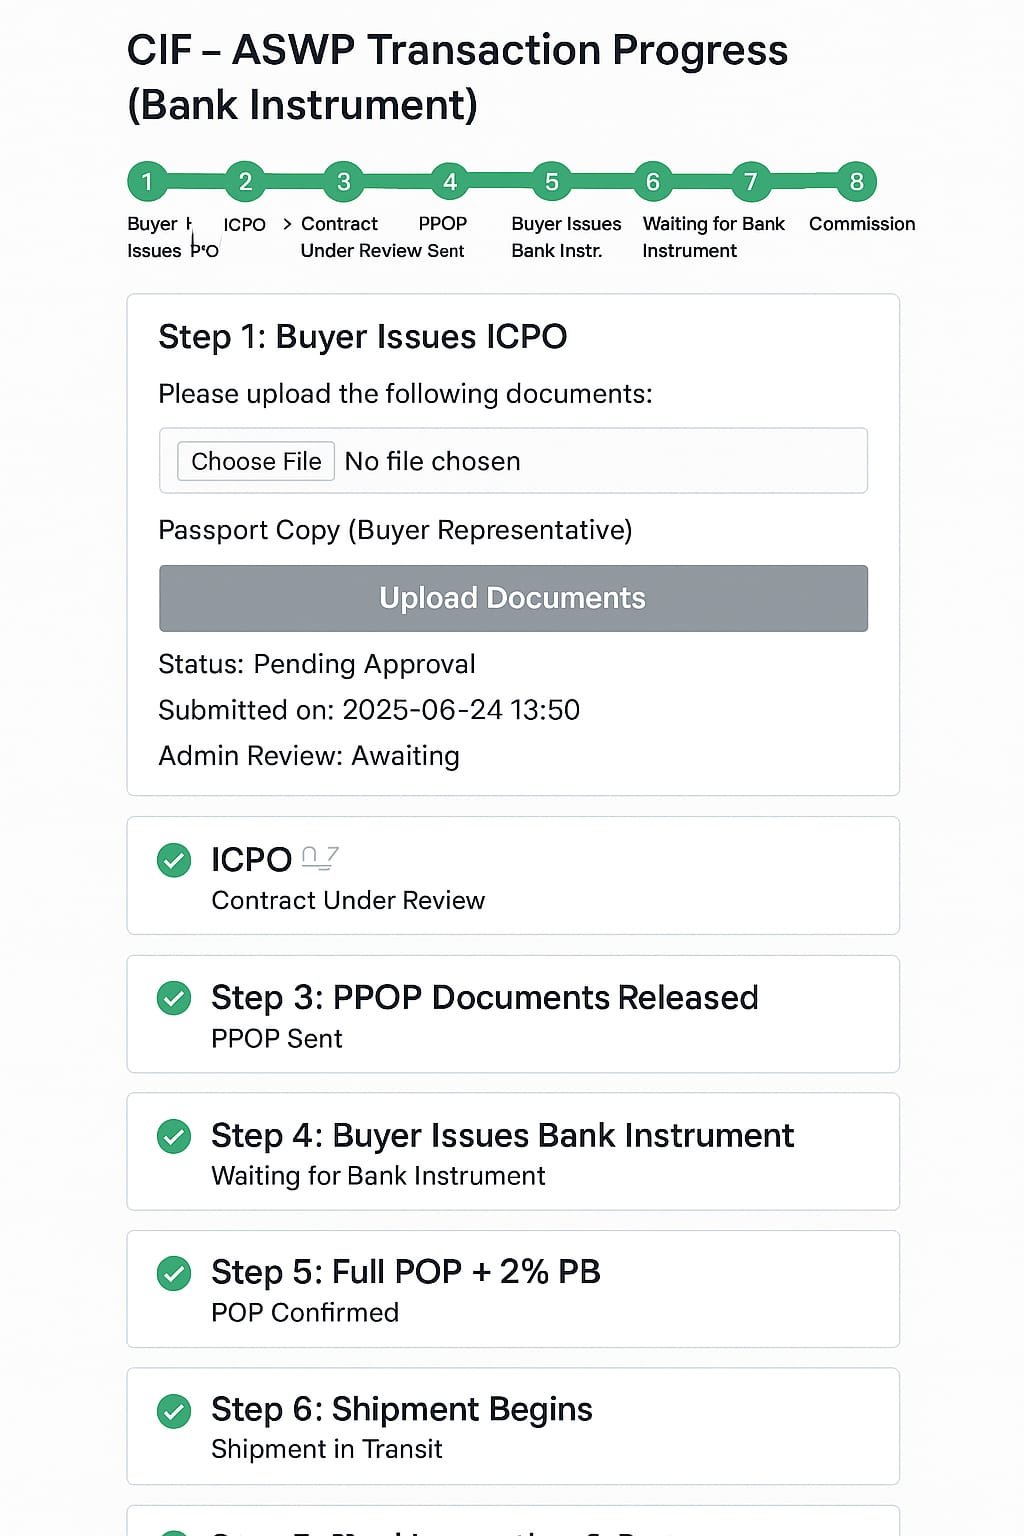 CIF – ASWP Transaction Progress
(Bank Instrument)
1 2 3 4 5 6 7 8
Buyer
Issues
ICPO
> Contract
Under Review
PPOP
Sent
Buyer Issues
Bank Instr.
Waiting for Bank
Instrument
Commission
Step 1: Buyer Issues ICPO
Please upload the following documents:
Choose File No file chosen
Passport Copy (Buyer Representative)
Upload Documents
Status: Pending Approval
Submitted on: 2025-06-24 13:50
Admin Review: Awaiting
ICPO
Contract Under Review
Step 3: PPOP Documents Released
PPOP Sent
Step 4: Buyer Issues Bank Instrument
Waiting for Bank Instrument
Step 5: Full POP + 2% PB
POP Confirmed
Step 6: Shipment Begins
Shipment in Transit